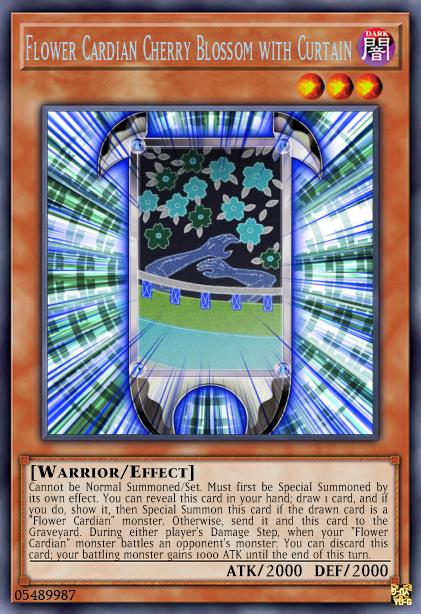 Flower Cardian Cherry Blossom with Curtain
DARK
闇
[Warrior/Effect]
Cannot be Normal Summoned/Set. Must first be Special Summoned by
its own effect. You can reveal this card in your hand; draw 1 card, and if
you do, show it, then Special Summon this card if the drawn card is a
"Flower Cardian" monster. Otherwise, send it and this card to the
Graveyard. During either player's Damage Step, when your "Flower
Cardian" monster battles an opponent's monster: You can discard this
card; your battling monster gains 1000 ATK until the end of this turn.
ATK/2000 DEF/2000
05489987